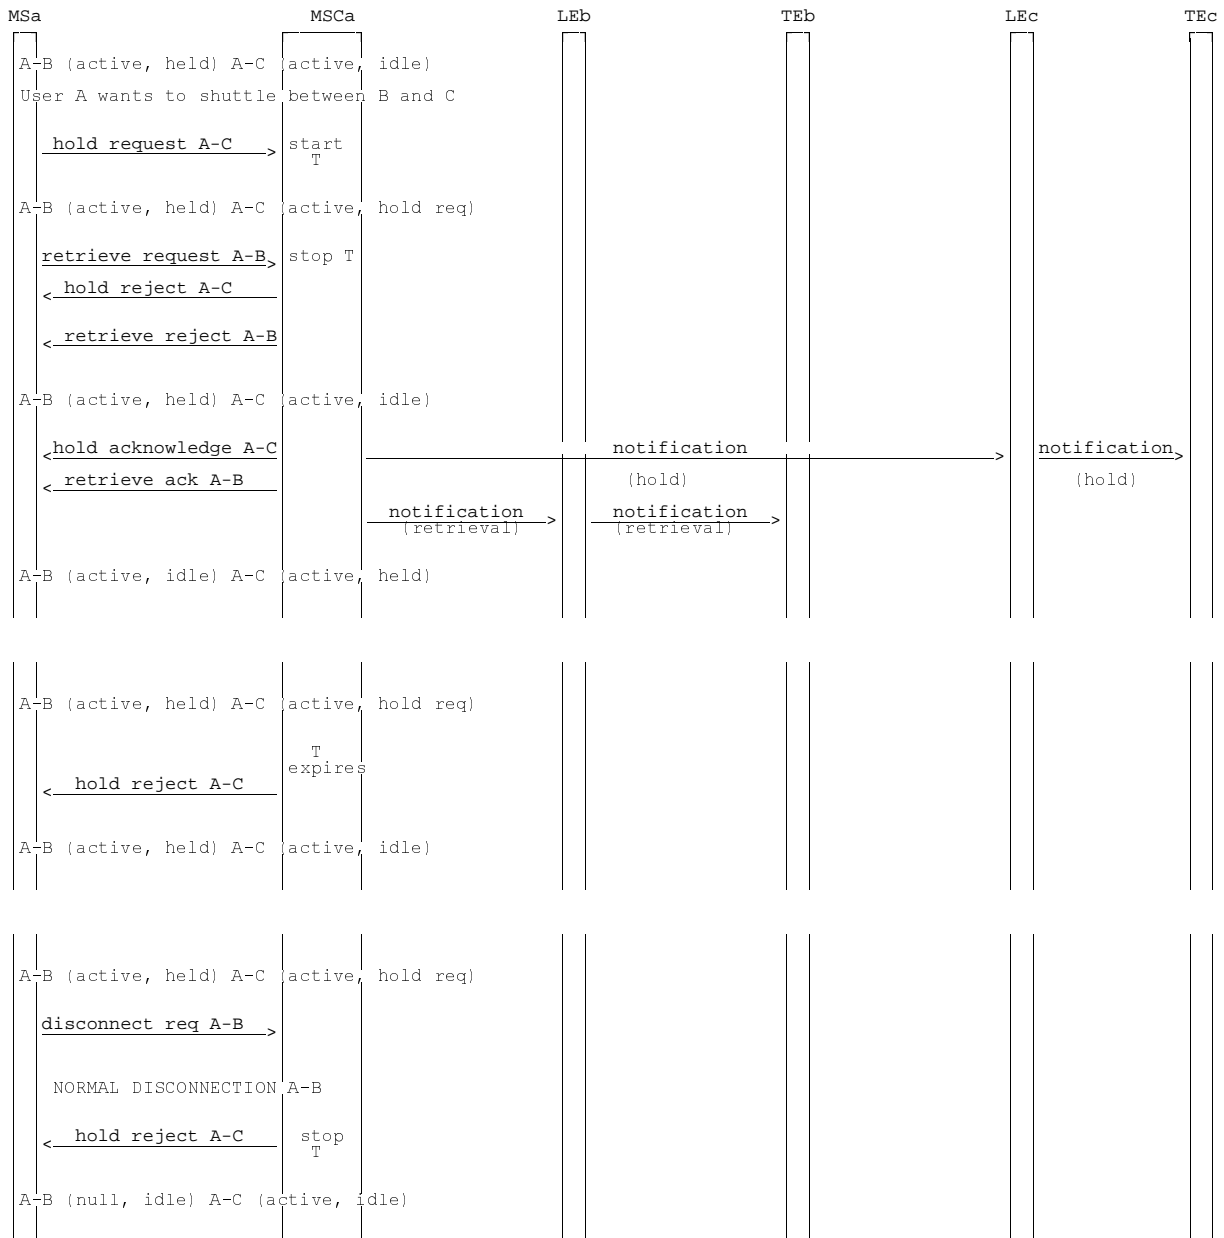 MSa MSCa LEb TEb LEc TEc
A-B (active, held) A-C (active, idle)
User A wants to shuttle between B and C
hold request A-C > start
T
A-B (active, held) A-C (active, hold req)
retrieve request A-B > stop T
< hold reject A-C
< retrieve reject A-B
A-B (active, held) A-C (active, idle)
< hold acknowledge A-C notification > notification >
< retrieve ack A-B (hold) (hold)
notification > notification >
(retrieval) (retrieval)
A-B (active, idle) A-C (active, held)
A-B (active, held) A-C (active, hold req)
T
expires
< hold reject A-C
A-B (active, held) A-C (active, idle)
A-B (active, held) A-C (active, hold req)
disconnect req A-B >
NORMAL DISCONNECTION A-B
< hold reject A-C stop
T
A-B (null, idle) A-C (active, idle)